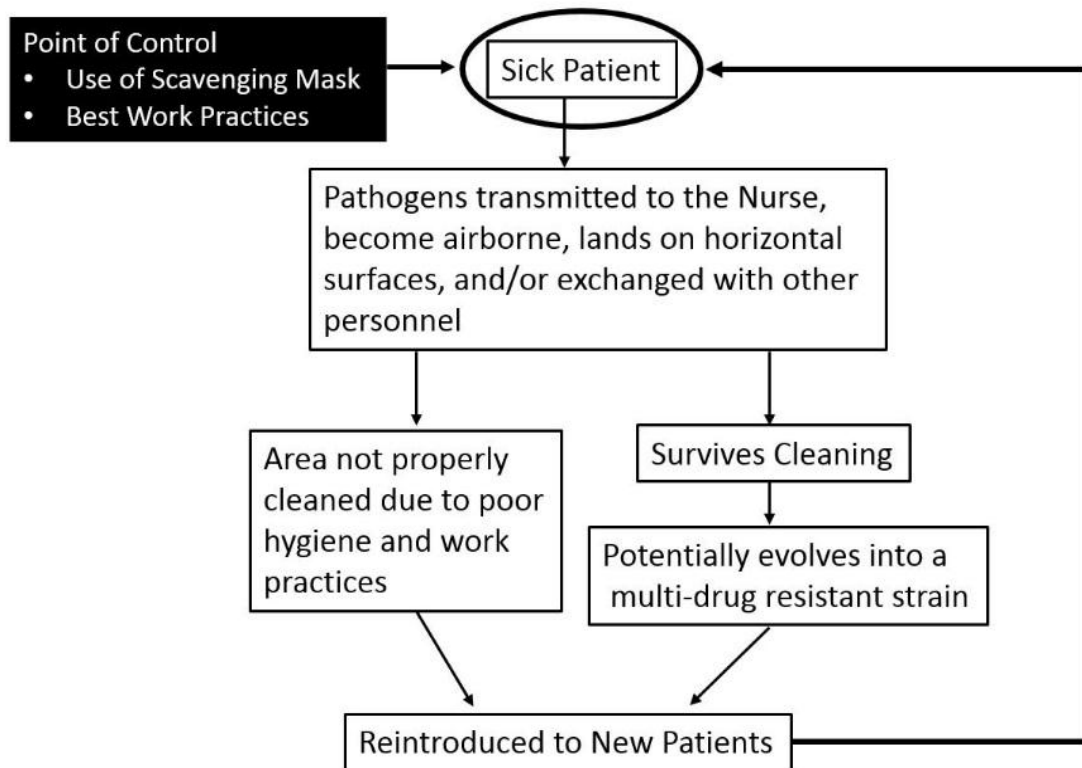 Point of Control
• Use of Scavenging Mask
• Best Work Practices
Sick Patient
Pathogens transmitted to the Nurse,
become airborne, lands on horizontal
surfaces, and/or exchanged with other
personnel
Area not properly
cleaned due to poor
hygiene and work
practices
Survives Cleaning
Potentially evolves into a
multi-drug resistant strain
Reintroduced to New Patients